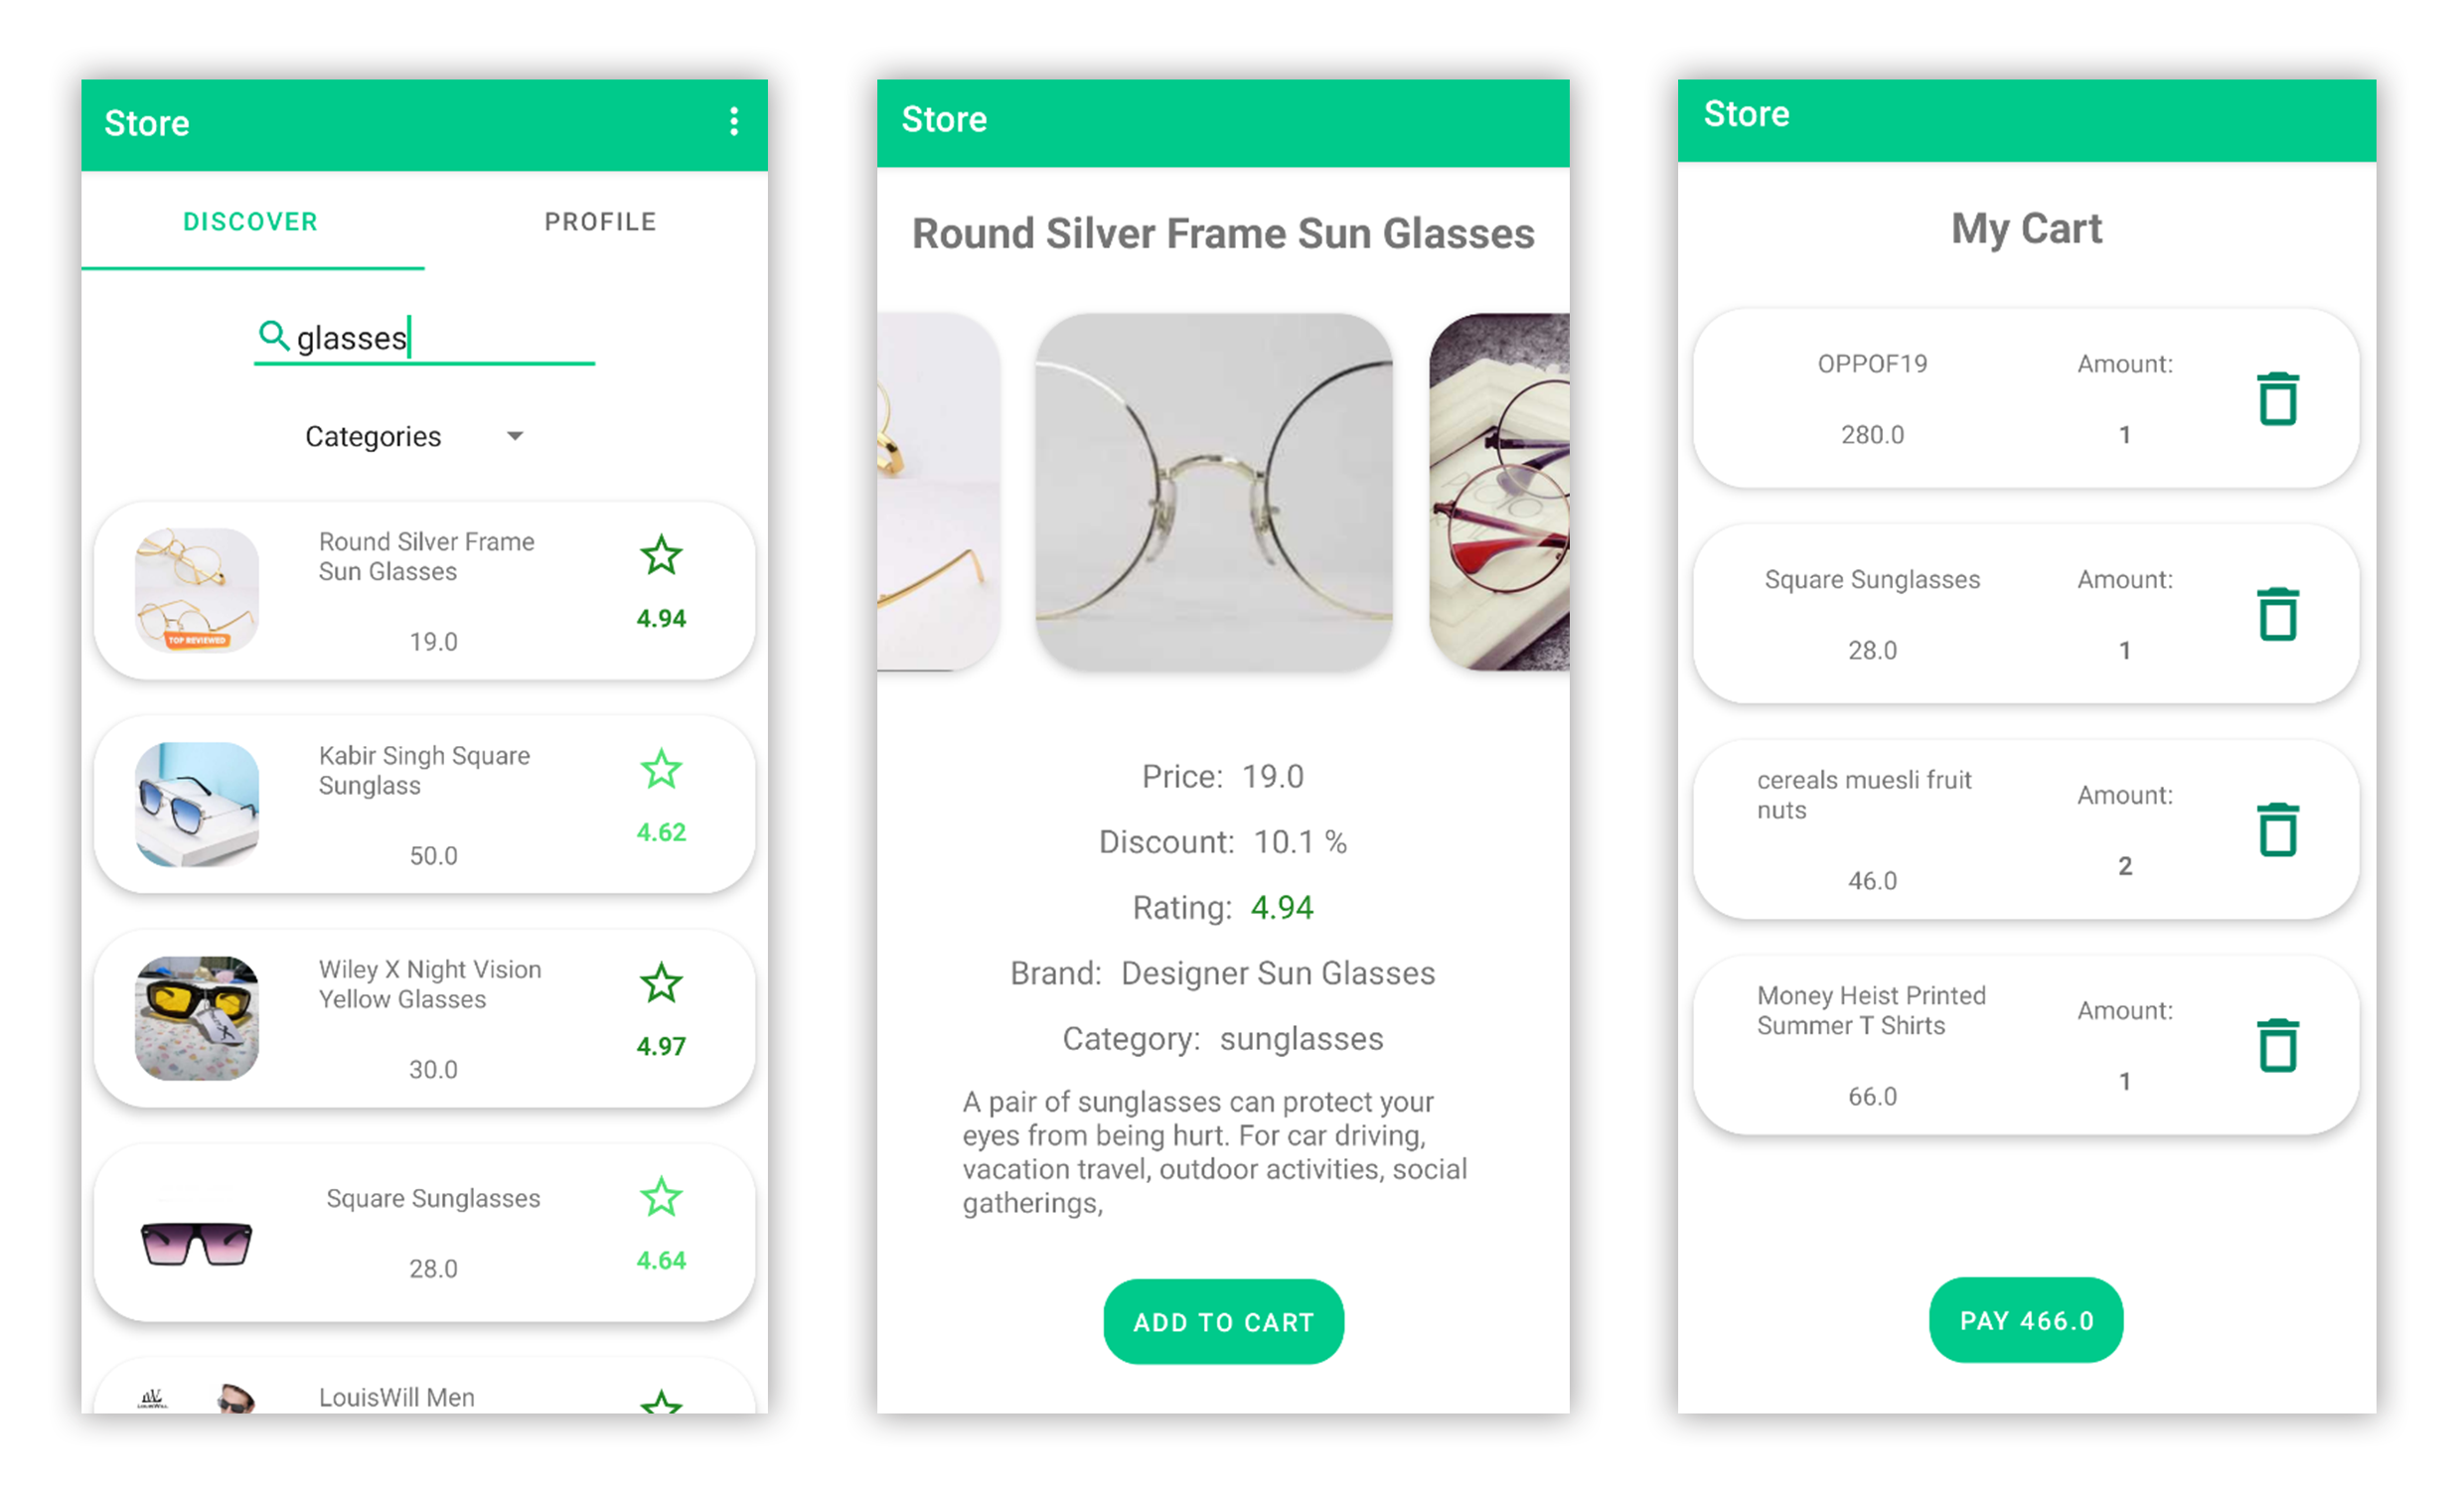 Store
DISCOVER
PROFILE
glasses
Categories
Round Silver Frame
Sun Glasses
19.0
4.94
TOP REVIEWED
Kabir Singh Square
Sunglass
50.0
4.62
Wiley X Night Vision
Yellow Glasses
30.0
4.97
Square Sunglasses
28.0
4.64
LouisWill Men
Store
Round Silver Frame Sun Glasses
Price: 19.0
Discount: 10.1 %
Rating: 4.94
Brand: Designer Sun Glasses
Category: sunglasses
A pair of sunglasses can protect your
eyes from being hurt. For car driving,
vacation travel, outdoor activities, social
gatherings,
ADD TO CART
Store
My Cart
OPPOF19
280.0
Amount:
1
Square Sunglasses
28.0
Amount:
1
cereals muesli fruit
nuts
46.0
Amount:
2
Money Heist Printed
Summer T Shirts
66.0
Amount:
1
PAY 466.0